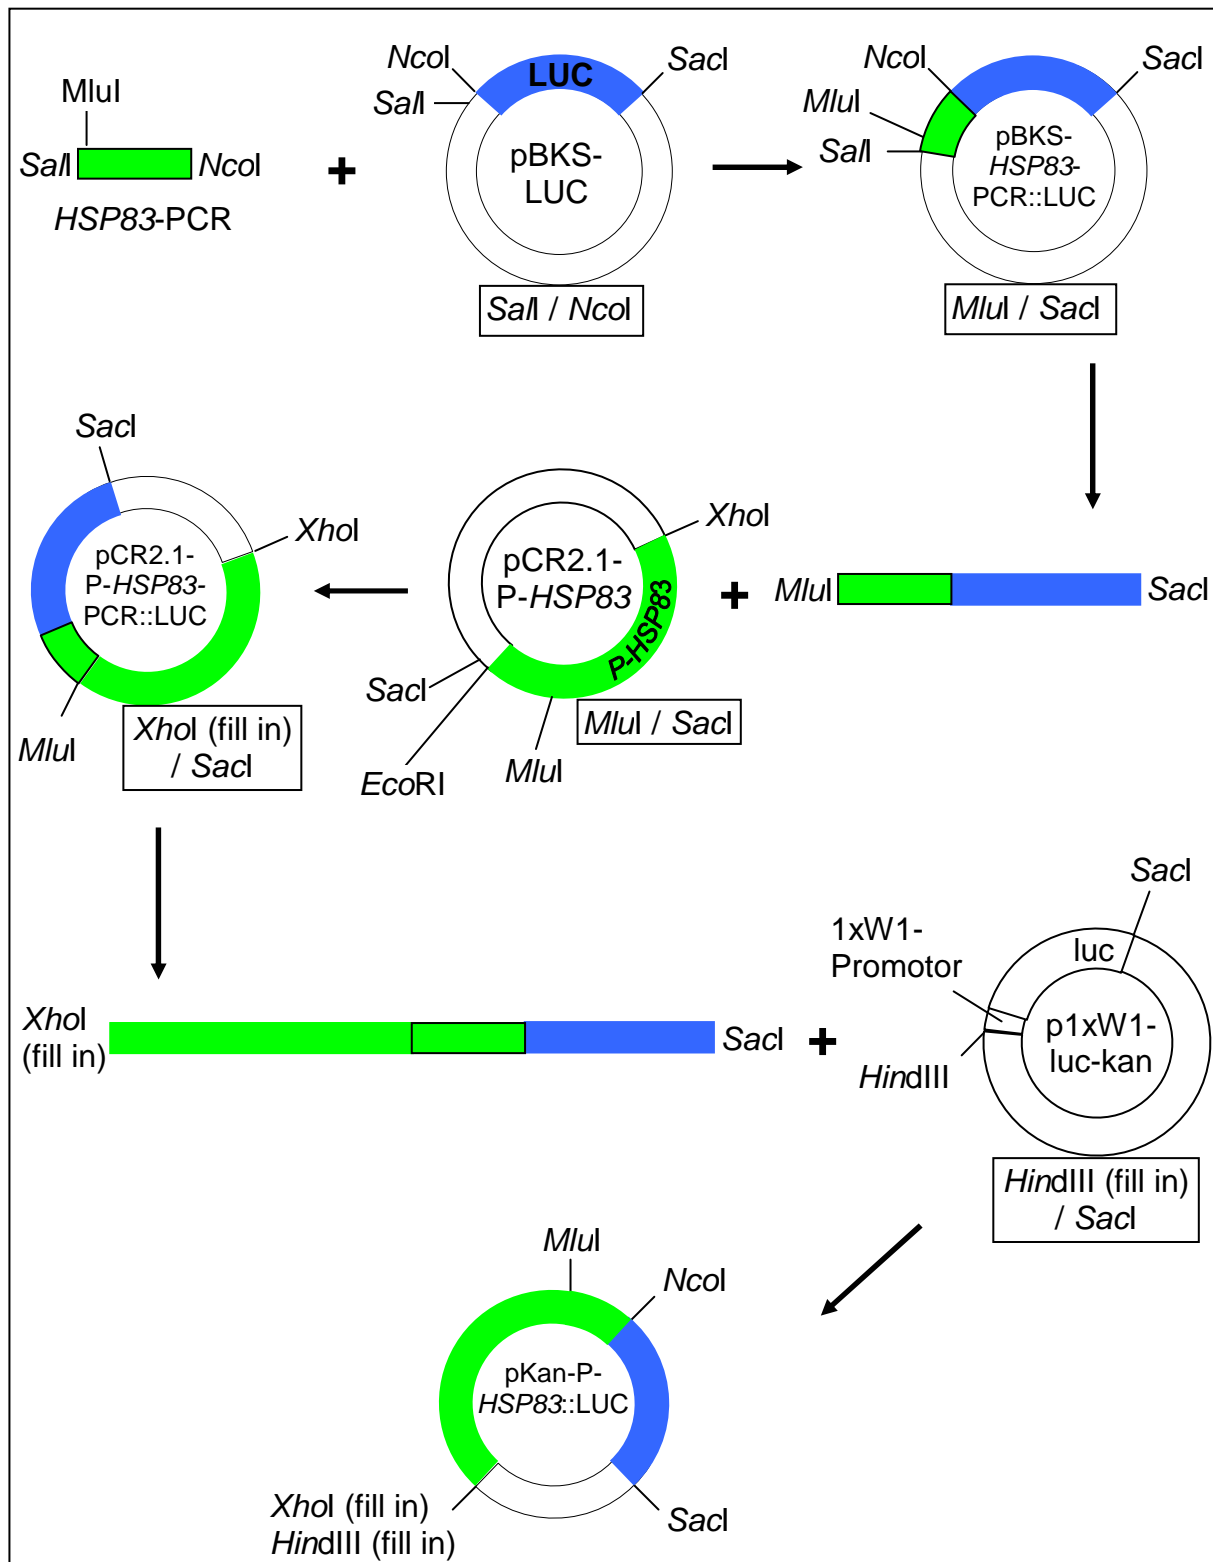 MluI
SalI
NcoI
HSP83-PCR
+
NcoI
SalI
LUC
SacI
pBKS-
LUC
SalI / NcoI
NcoI
MluI
SalI
SacI
pBKS-
HSP83-
PCR::LUC
MluI / SacI
SacI
XhoI
pCR2.1-
P-HSP83-
PCR::LUC
MluI
XhoI (fill in)
/ SacI
XhoI
pCR2.1-
P-HSP83
P-HSP83
SacI
EcoRI
MluI
MluI / SacI
+
MluI
SacI
XhoI
(fill in)
SacI
+
SacI
1xW1-
Promotor
luc
p1xW1-
luc-kan
HindIII
HindIII (fill in)
/ SacI
MluI
NcoI
pKan-P-
HSP83::LUC
XhoI (fill in)
HindIII (fill in)
SacI